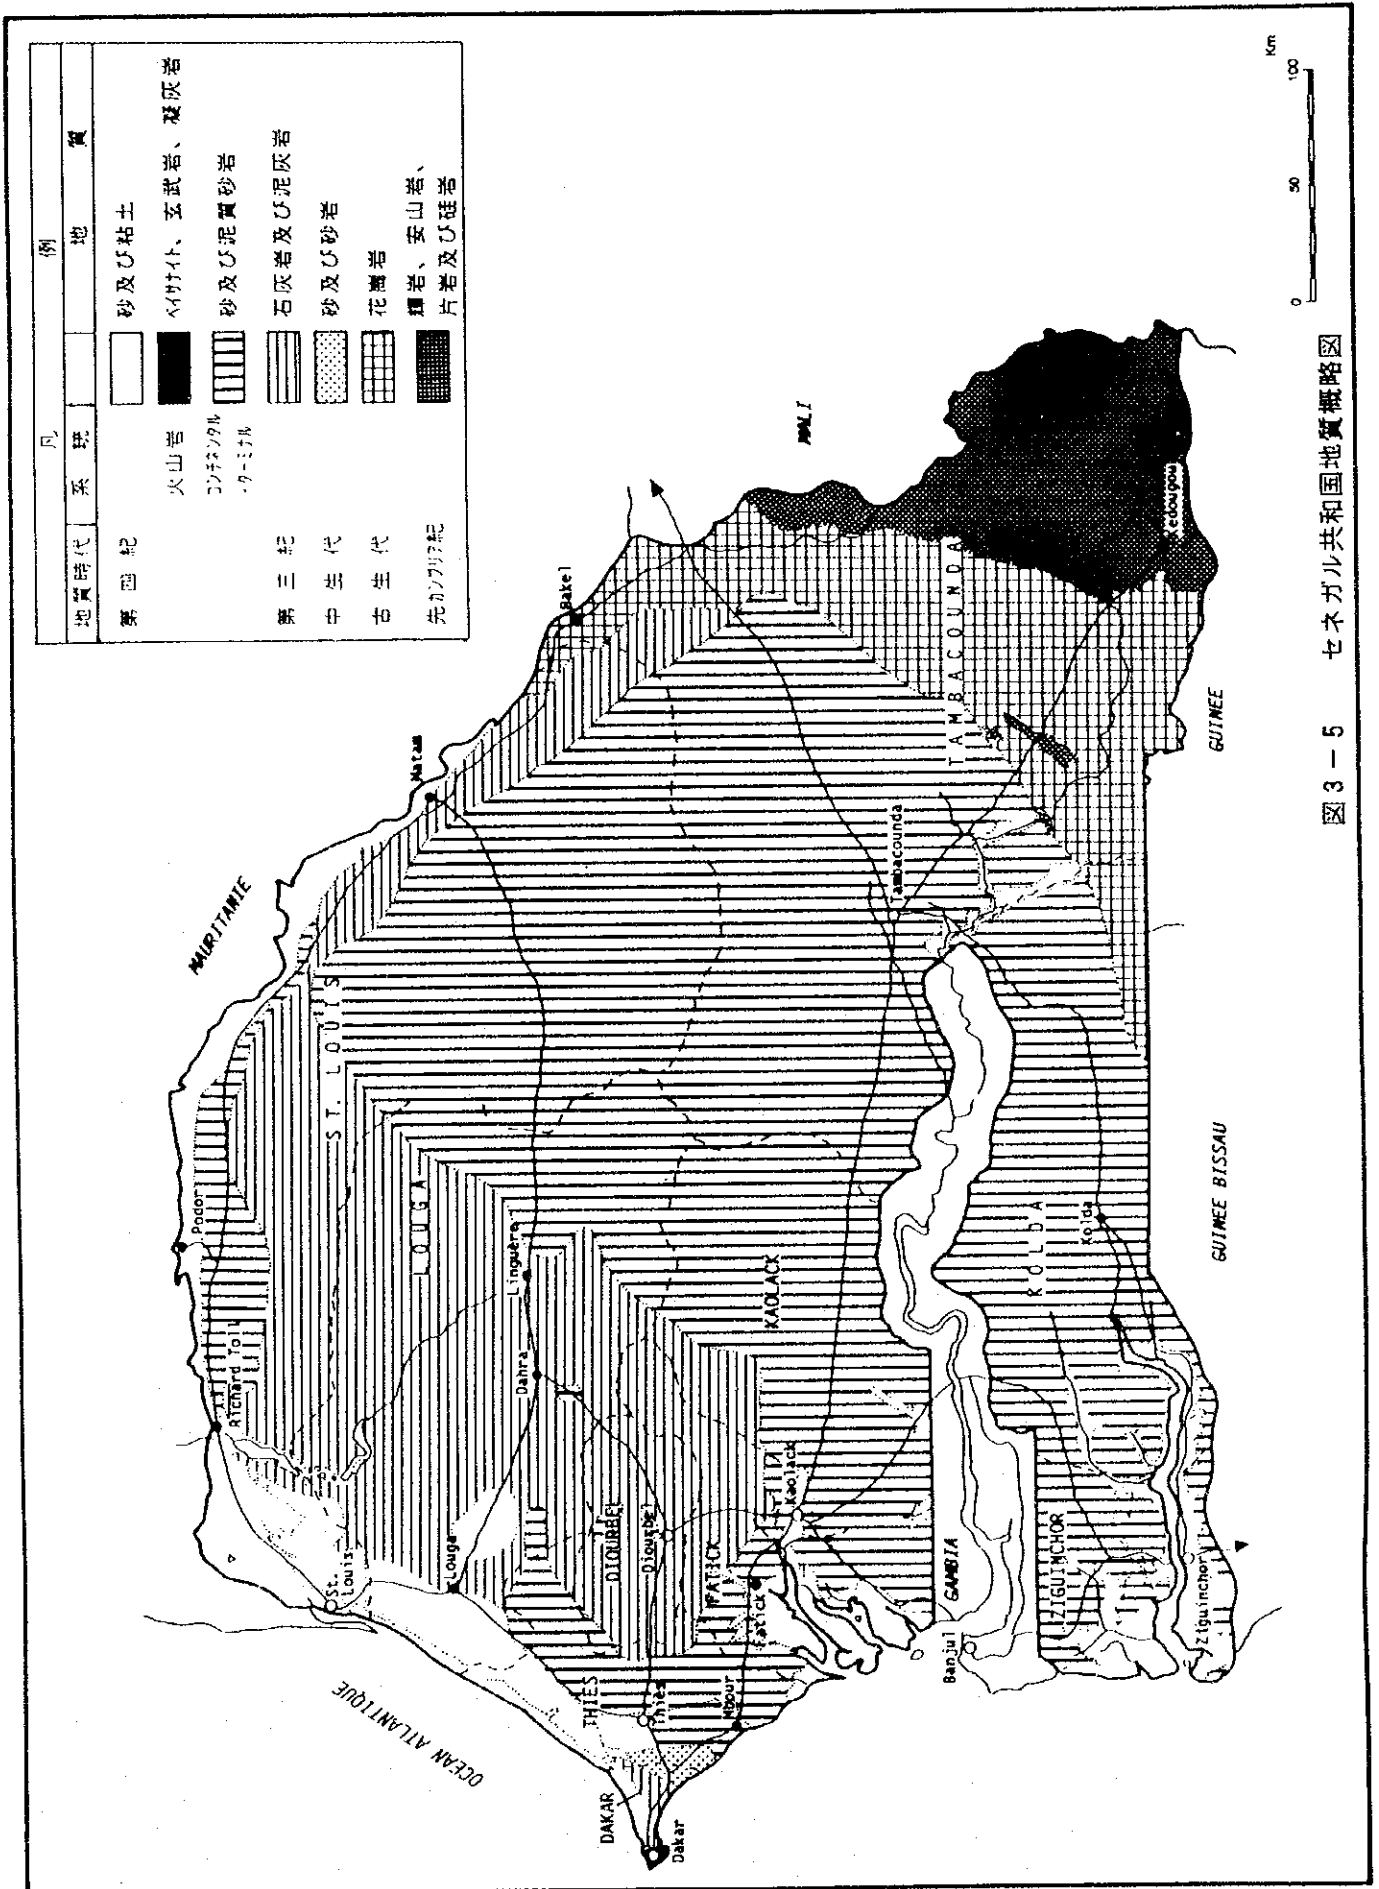 凡 例
地質時代 系 統 地 質
第四紀 砂及び粘土
火山岩 ベイサナイト、玄武岩、凝灰岩
コンチネンタル
・ターミナル 砂及び泥質砂岩
第三紀 石灰岩及び泥灰岩
中生代 砂及び砂岩
古生代 花崗岩
先カンブリア紀 輝岩、安山岩、
片岩及び硅岩
MAURITANIE
OCEAN ATLANTIQUE
MALI
GUINEE
GUINEE BISSAU
GAMBIA
Podor
Richard Toll
St.
Louis
ST. LOUIS
Matam
Bakel
LOUGA
Louga
Linguère
Dahra
DIOURBEL
Diourbel
THIES
Thies
DAKAR
Dakar
Mbour
FATICK
Fatick
KAOLACK
Kaolack
TAMBACOUNDA
Tambacounda
Kedougou
Banjul
KOLDA
Kolda
ZIGUINCHOR
Ziguinchor
0 50 100
Km
図3－5 セネガル共和国地質概略図